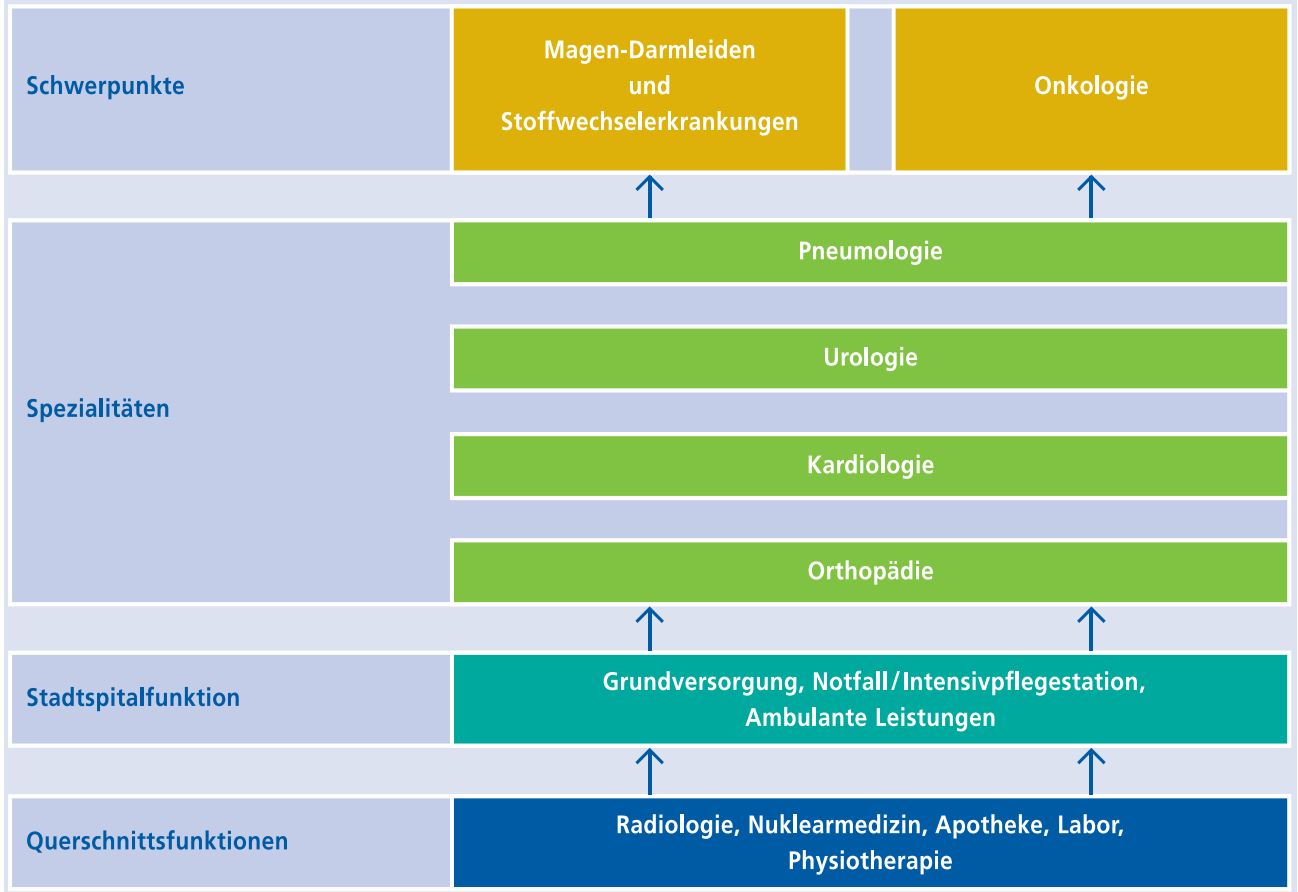 Schwerpunkte
Magen-Darmleiden
und
Stoffwechselerkrankungen
Onkologie
Spezialitäten
Pneumologie
Urologie
Kardiologie
Orthopädie
Stadtspitalfunktion
Grundversorgung, Notfall/Intensivpflegestation,
Ambulante Leistungen
Querschnittsfunktionen
Radiologie, Nuklearmedizin, Apotheke, Labor,
Physiotherapie